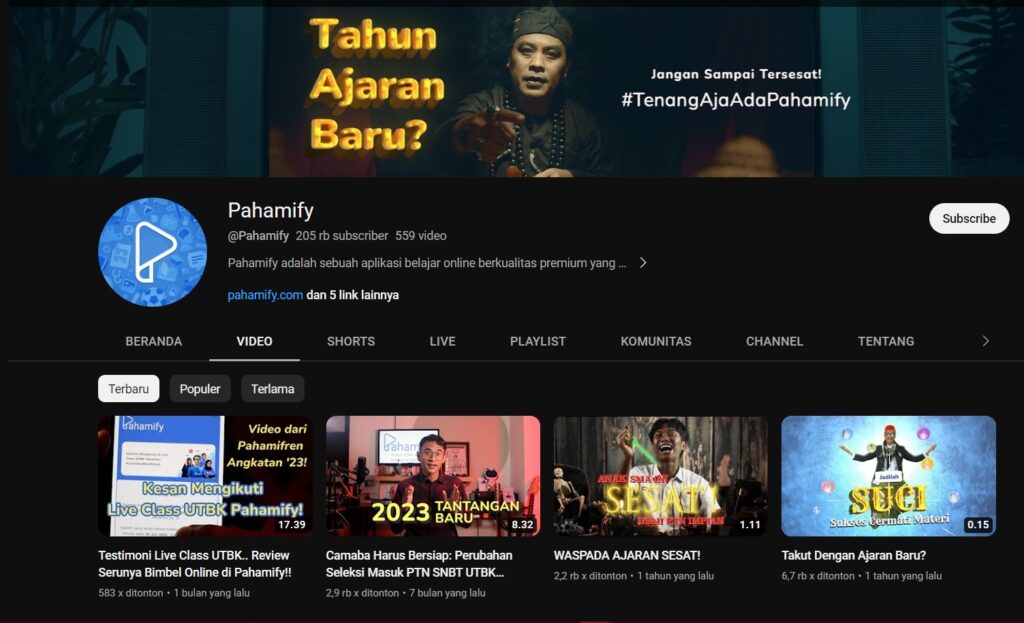 Tahun
Ajaran
Baru?
Jangan Sampai Tersesat!
#TenangAjaAdaPahamify
Pahamify
@Pahamify 205 rb subscriber 559 video
Pahamify adalah sebuah aplikasi belajar online berkualitas premium yang ...
pahamify.com dan 5 link lainnya
Subscribe
BERANDA VIDEO SHORTS LIVE PLAYLIST KOMUNITAS CHANNEL TENTANG
Terbaru Populer Terlama
Pahamify
Video dari
Pahamifren
Angkatan '23!
Kesan Mengikuti
Live Class UTBK Pahamify!
17.39
Testimoni Live Class UTBK.. Review
Serunya Bimbel Online di Pahamify!!
583 x ditonton • 1 bulan yang lalu
2023 TANTANGAN
BARU
8.32
Camaba Harus Bersiap: Perubahan
Seleksi Masuk PTN SNBT UTBK...
2,9 rb x ditonton • 7 bulan yang lalu
ANAK SMA INI
SESAT!
DEMI PTN IMPIAN
1.11
WASPADA AJARAN SESAT!
2,2 rb x ditonton • 1 tahun yang lalu
Jadilah
SUCI
Sukses Cermati Materi
0.15
Takut Dengan Ajaran Baru?
6,7 rb x ditonton • 1 tahun yang lalu